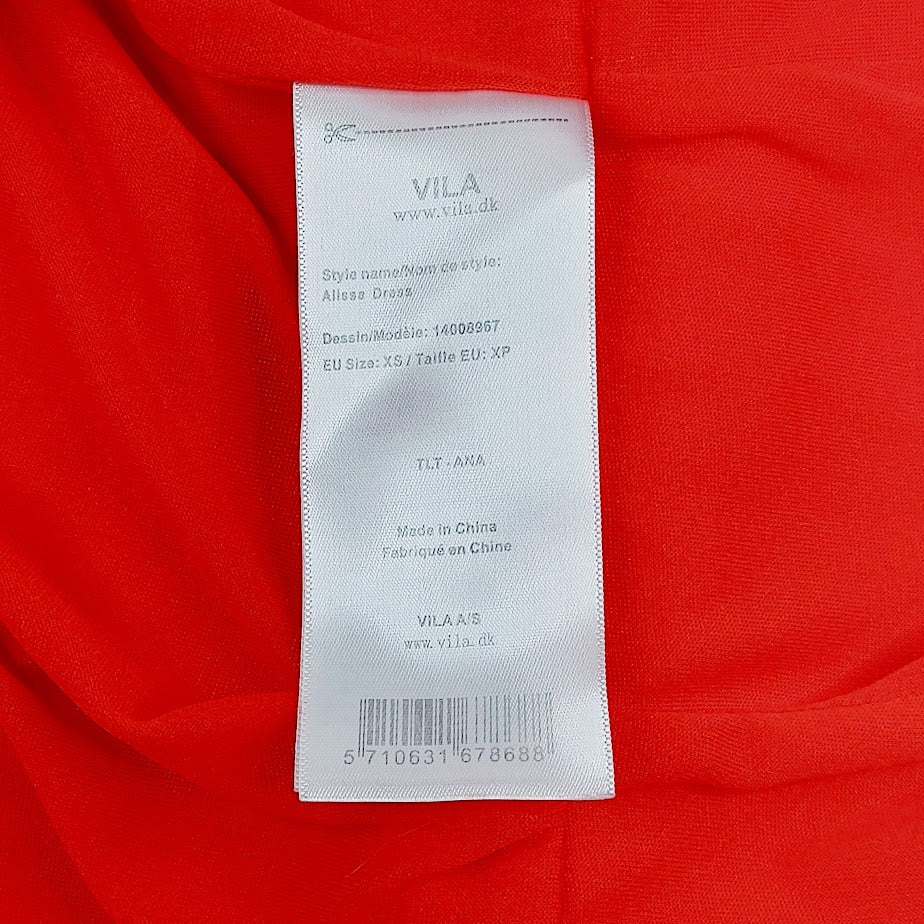 VILA
www.vila.dk
Style name/Nom de style:
Alissa Dress
Dessin/Modèle: 14008967
EU Size: XS / Taille EU: XP
TLT - ANA
Made in China
Fabriqué en Chine
VILA A/S
www.vila.dk
5 710631 678688